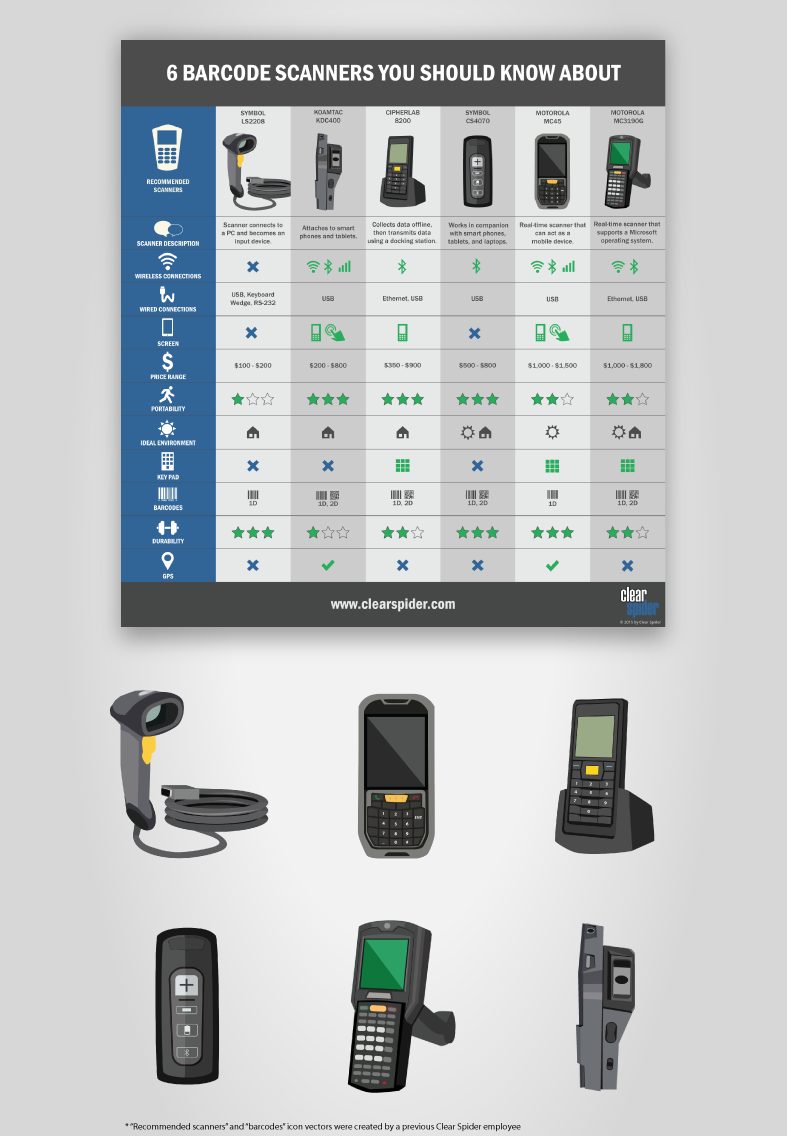 6 BARCODE SCANNERS YOU SHOULD KNOW ABOUT
RECOMMENDED
SCANNERS
SYMBOL
LS2208
KOAMTAC
KDC400
CIPHERLAB
8200
SYMBOL
CS4070
MOTOROLA
MC45
MOTOROLA
MC3190G
SCANNER DESCRIPTION
Scanner connects to
a PC and becomes an
input device.
Attaches to smart
phones and tablets.
Collects data offline,
then transmits data
using a docking station.
Works in companion
with smart phones,
tablets, and laptops.
Real-time scanner that
can act as a
mobile device.
Real-time scanner that
supports a Microsoft
operating system.
WIRELESS CONNECTIONS
WIRED CONNECTIONS
USB, Keyboard
Wedge, RS-232
USB
Ethernet, USB
USB
USB
Ethernet, USB
SCREEN
PRICE RANGE
$100 - $200
$200 - $800
$350 - $900
$500 - $800
$1,000 - $1,500
$1,000 - $1,800
PORTABILITY
IDEAL ENVIRONMENT
KEY PAD
BARCODES
1D
1D, 2D
1D, 2D
1D, 2D
1D
1D, 2D
DURABILITY
GPS
www.clearspider.com
clear
spider
© 2015 by Clear Spider
* "Recommended scanners" and "barcodes" icon vectors were created by a previous Clear Spider employee